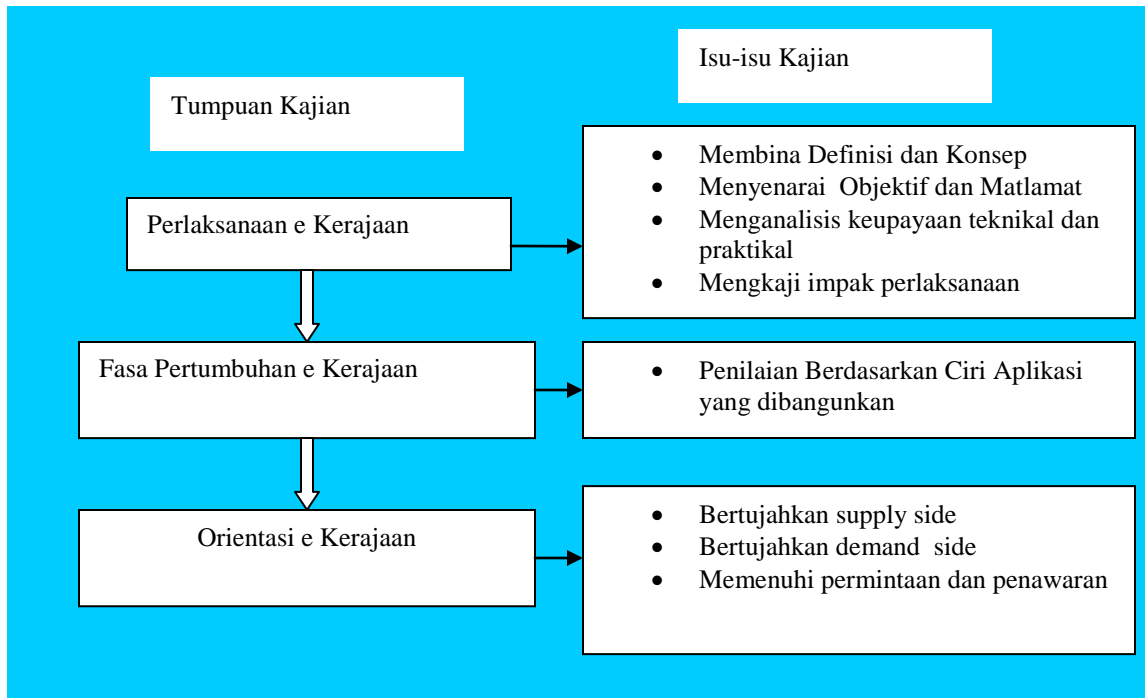 Isu-isu Kajian
Tumpuan Kajian
Perlaksanaan e Kerajaan
• Membina Definisi dan Konsep
• Menyenarai Objektif dan Matlamat
• Menganalisis keupayaan teknikal dan
praktikal
• Mengkaji impak perlaksanaan
Fasa Pertumbuhan e Kerajaan
• Penilaian Berdasarkan Ciri Aplikasi
yang dibangunkan
Orientasi e Kerajaan
• Bertujahkan supply side
• Bertujahkan demand side
• Memenuhi permintaan dan penawaran